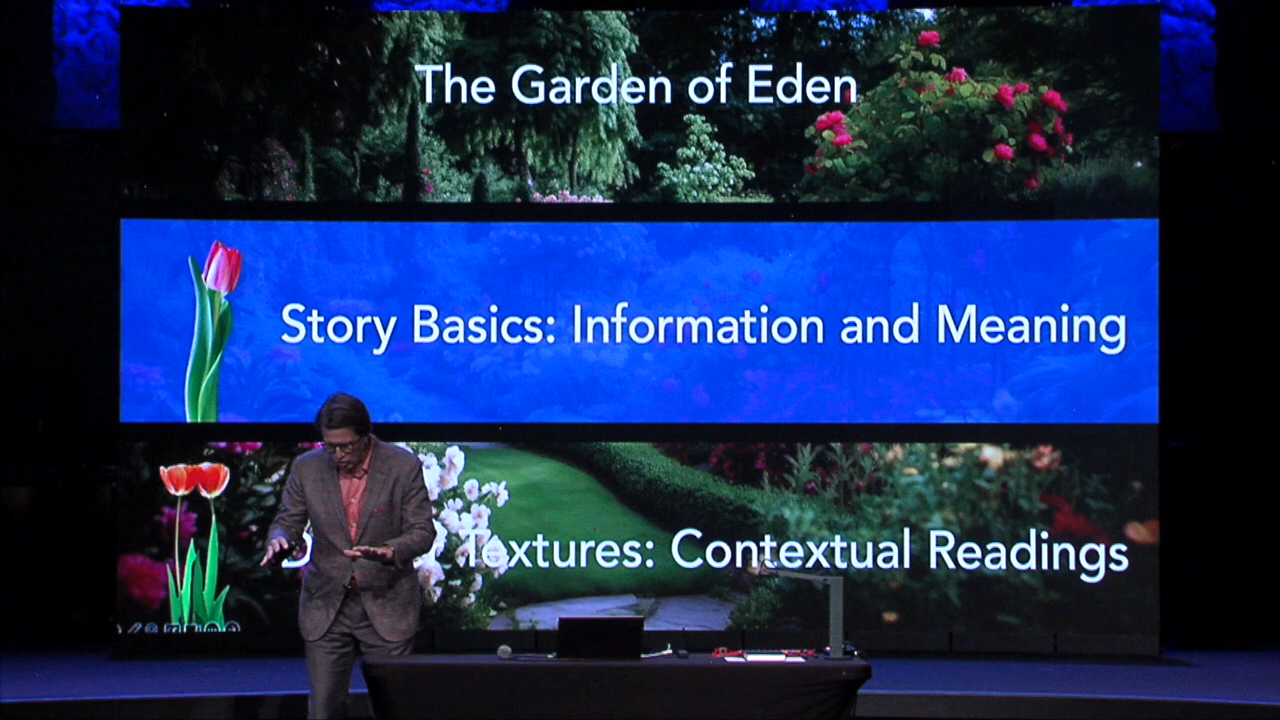 The Garden of Eden
Story Basics: Information and Meaning
Textures: Contextual Readings